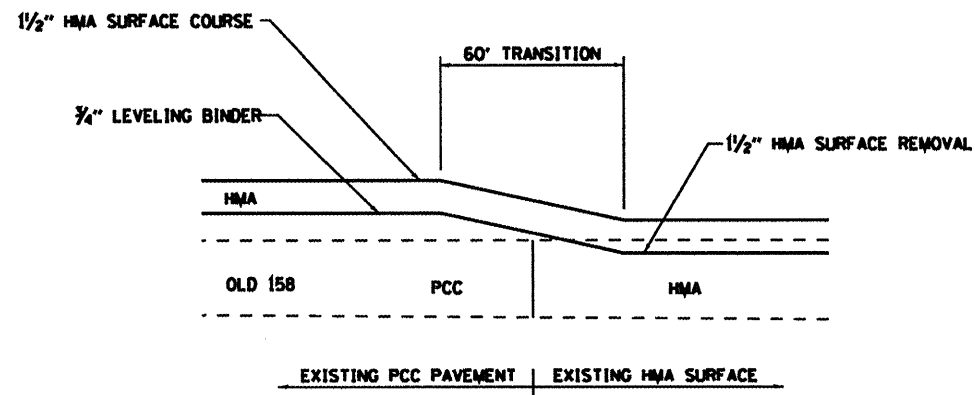 1½" HMA SURFACE COURSE
60' TRANSITION
¾" LEVELING BINDER
1½" HMA SURFACE REMOVAL
HMA
OLD 158
PCC
HMA
EXISTING PCC PAVEMENT
EXISTING HMA SURFACE